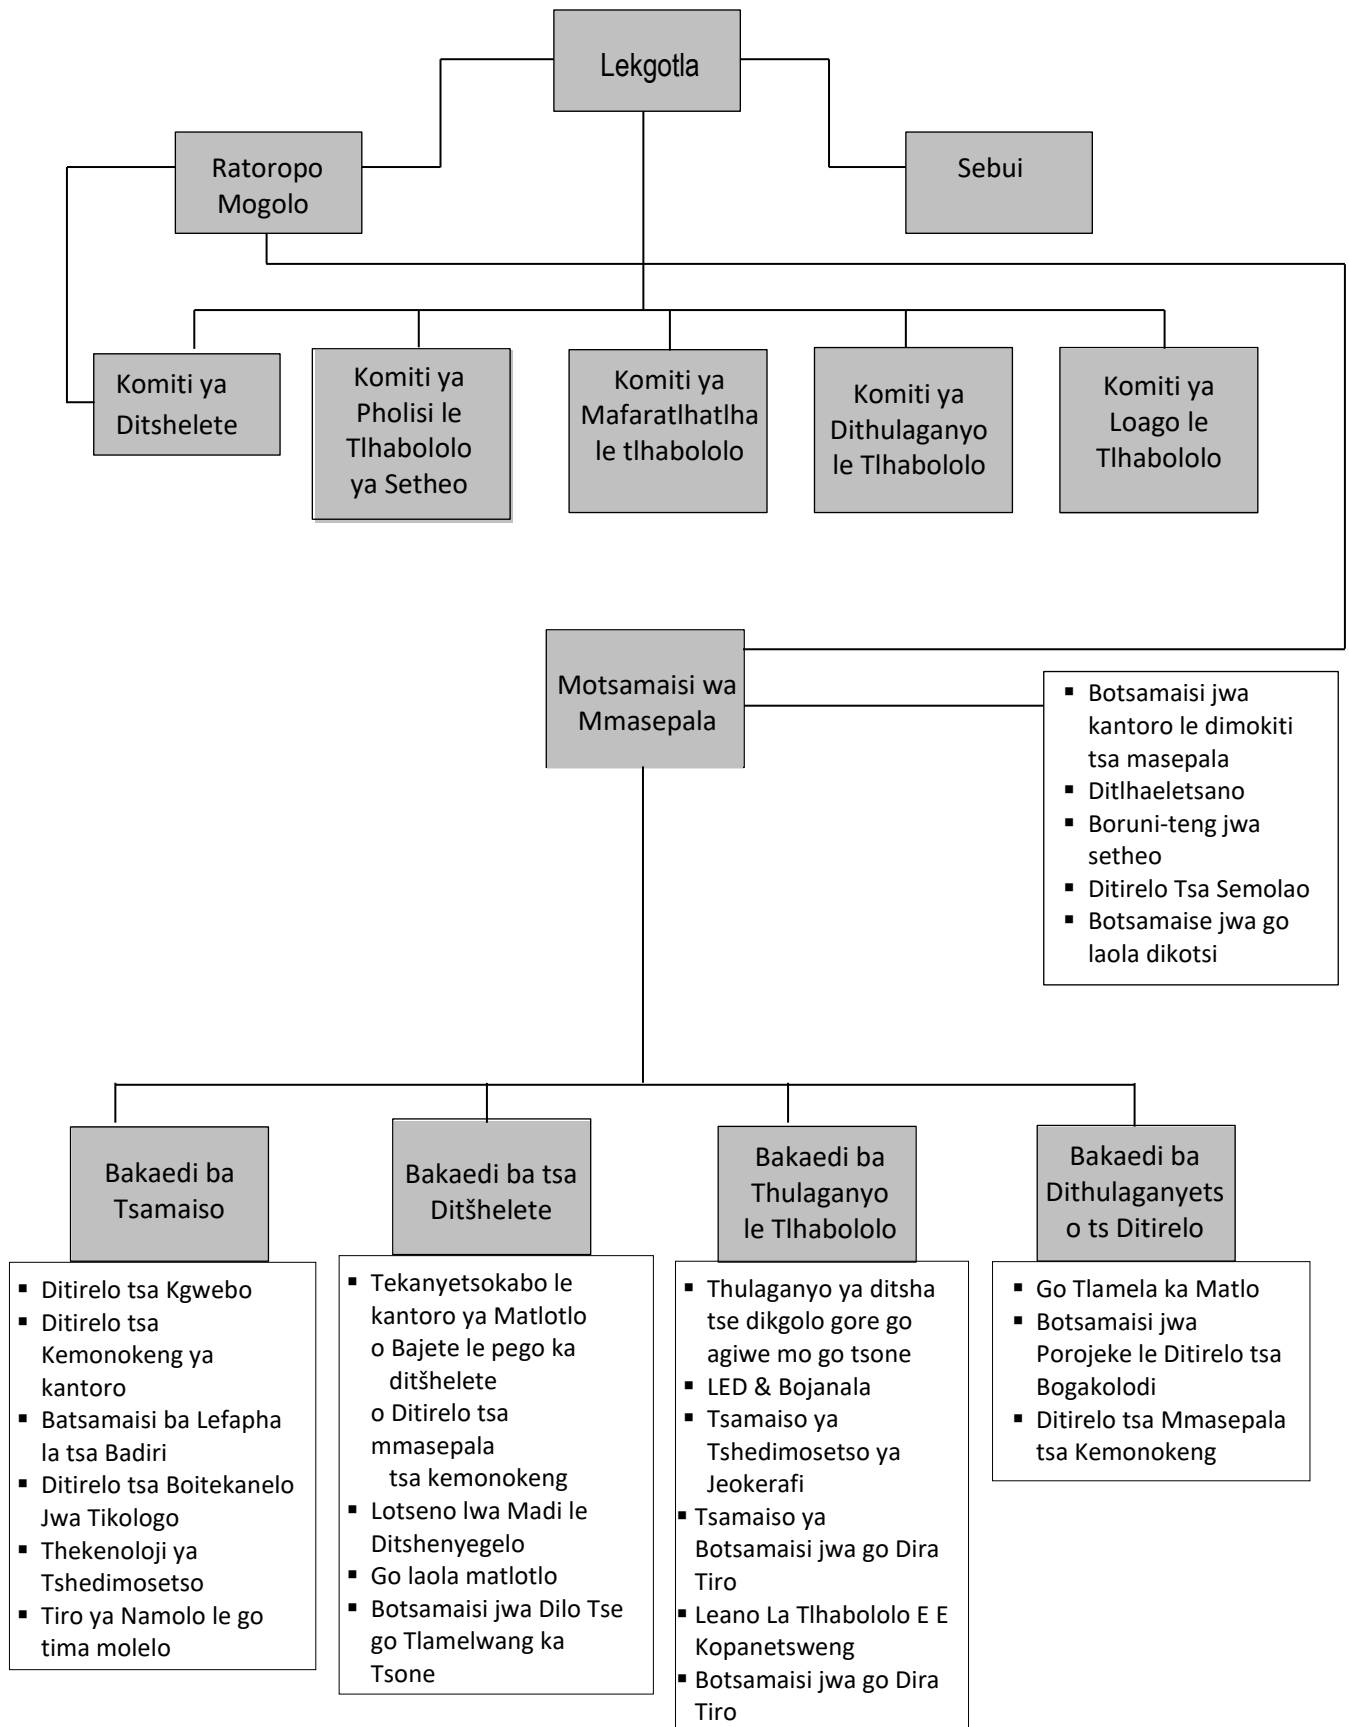 Lekgotla
Ratoropo
Mogolo
Sebui
Komiti ya
Ditshelete
Komiti ya
Pholisi le
Tlhabololo
ya Setheo
Komiti ya
Mafaratlhatlha
le tlhabololo
Komiti ya
Dithulaganyo
le Tlhabololo
Komiti ya
Loago le
Tlhabololo
Motsamaisi wa
Mmasepala
▪ Botsamaisi jwa
kantoro le dimokiti
tsa masepala
▪ Ditlhaeletsano
▪ Boruni-teng jwa
setheo
▪ Ditirelo Tsa Semolao
▪ Botsamaise jwa go
laola dikotsi
Bakaedi ba
Tsamaiso
▪ Ditirelo tsa Kgwebo
▪ Ditirelo tsa
Kemonokeng ya
kantoro
▪ Batsamaisi ba Lefapha
la tsa Badiri
▪ Ditirelo tsa Boitekanelo
Jwa Tikologo
▪ Thekenoloji ya
Tshedimosetso
▪ Tiro ya Namolo le go
tima molelo
Bakaedi ba tsa
Ditšhelete
▪ Tekanyetsokabo le
kantoro ya Matlotlo
o Bajete le pego ka
ditšhelete
o Ditirelo tsa
mmasepala
tsa kemonokeng
▪ Lotseno lwa Madi le
Ditshenyegelo
▪ Go laola matlotlo
▪ Botsamaisi jwa Dilo Tse
go Tlamelwang ka
Tsone
Bakaedi ba
Thulaganyo
le Tlhabololo
▪ Thulaganyo ya ditsha
tse dikgolo gore go
agiwe mo go tsone
▪ LED & Bojanala
▪ Tsamaiso ya
Tshedimosetso ya
Jeokerafi
▪ Tsamaiso ya
Botsamaisi jwa go Dira
Tiro
▪ Leano La Tlhabololo E E
Kopanetsweng
▪ Botsamaisi jwa go Dira
Tiro
Bakaedi ba
Dithulaganyets
o ts Ditirelo
▪ Go Tlamela ka Matlo
▪ Botsamaisi jwa
Porojeke le Ditirelo tsa
Bogakolodi
▪ Ditirelo tsa Mmasepala
tsa Kemonokeng